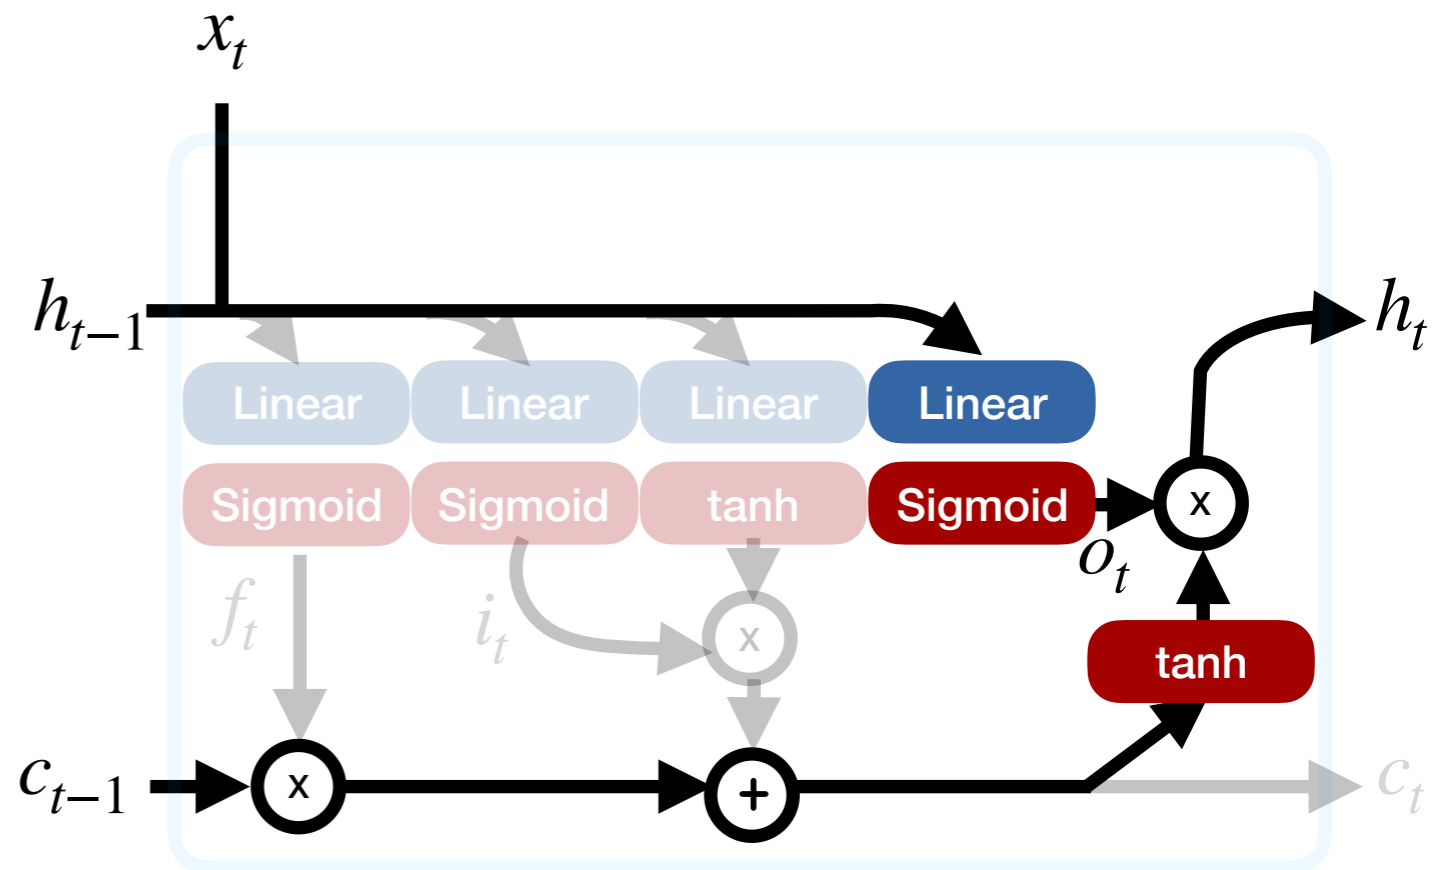 x_t
h_{t-1}
h_t
Linear Linear Linear Linear
Sigmoid Sigmoid tanh Sigmoid
x
o_t
f_t
i_t
x
tanh
c_{t-1}
x
+
c_t